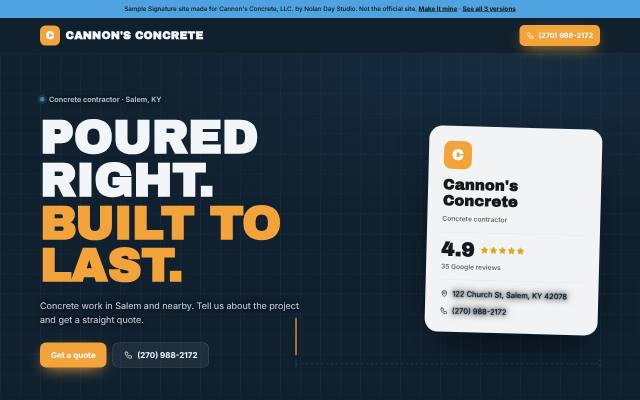 Sample Signature site made for Cannon's Concrete, LLC. by Nolan Day Studio. Not the official site. Make it mine · See all 3 versions
C CANNON'S CONCRETE
(270) 988-2172
Concrete contractor · Salem, KY
POURED
RIGHT.
BUILT TO
LAST.
Concrete work in Salem and nearby. Tell us about the project
and get a straight quote.
Get a quote
(270) 988-2172
C
Cannon's
Concrete
Concrete contractor
4.9 ★★★★★
35 Google reviews
122 Church St, Salem, KY 42078
(270) 988-2172